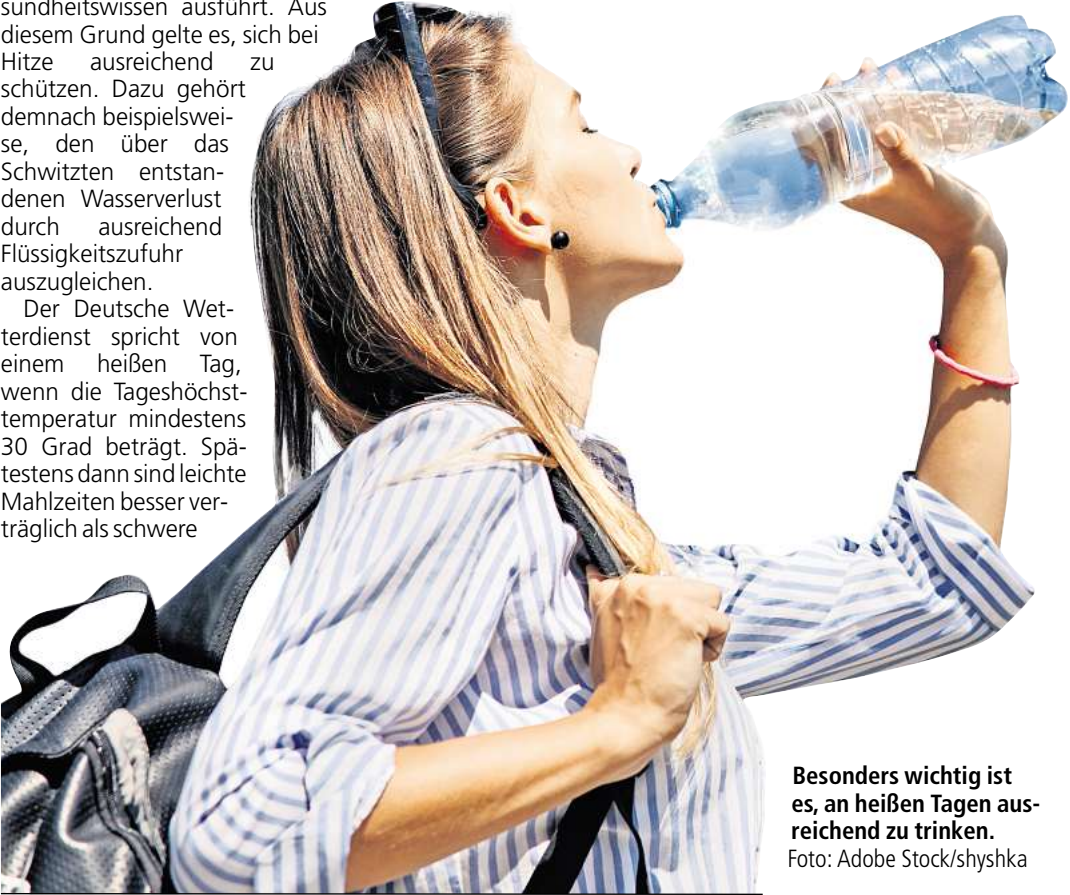 sundheitswissen ausführt. Aus
diesem Grund gelte es, sich bei
Hitze ausreichend zu
schützen. Dazu gehört
demnach beispielswei-
se, den über das
Schwitzten entstan-
denen Wasserverlust
durch ausreichend
Flüssigkeitszufuhr
auszugleichen.
Der Deutsche Wet-
terdienst spricht von
einem heißen Tag,
wenn die Tageshöchst-
temperatur mindestens
30 Grad beträgt. Spä-
testens dann sind leichte
Mahlzeiten besser ver-
träglich als schwere
Besonders wichtig ist
es, an heißen Tagen aus-
reichend zu trinken.
Foto: Adobe Stock/shyshka